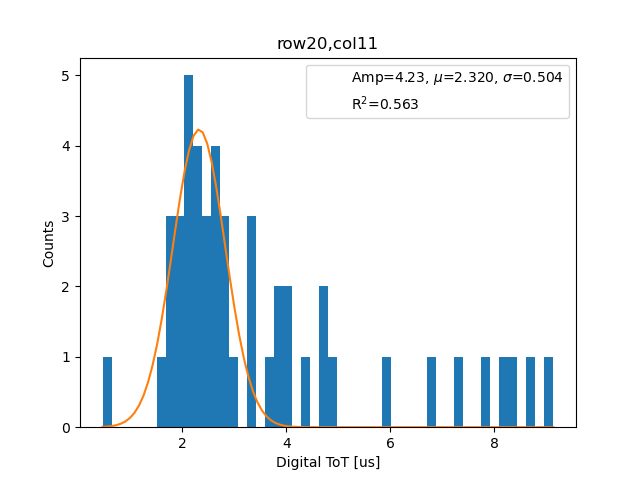 row20,col11
Amp=4.23, μ=2.320, σ=0.504
R²=0.563
Counts
5
4
3
2
1
0
2
4
6
8
Digital ToT [us]